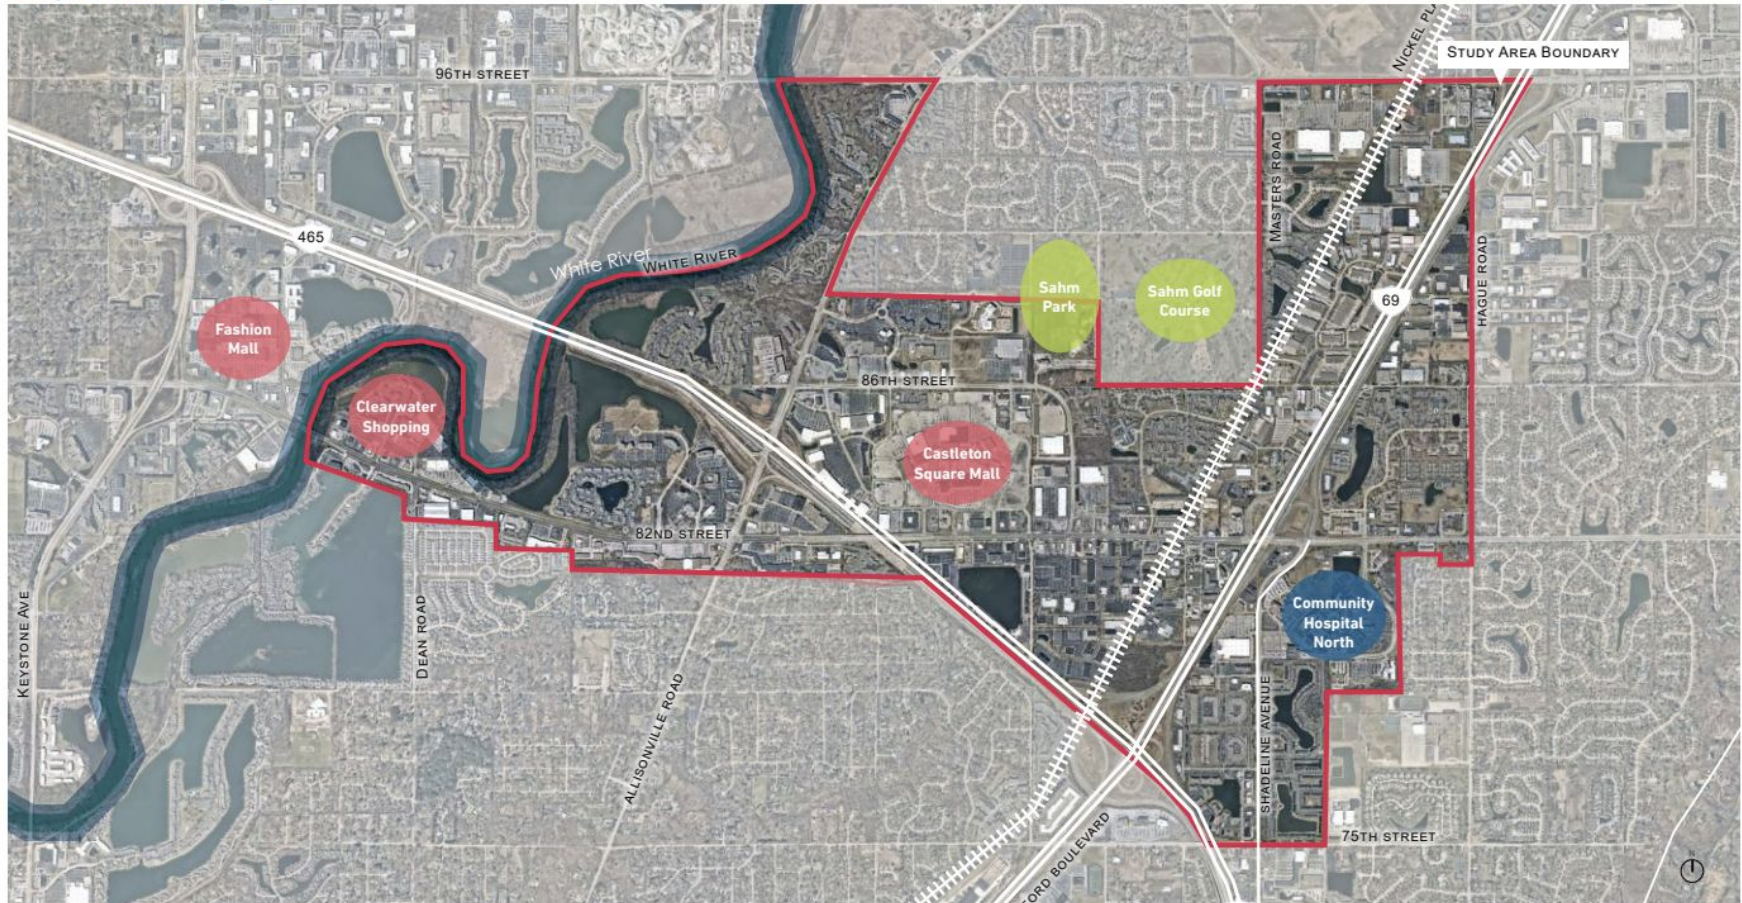 NICKEL PL
STUDY AREA BOUNDARY
96TH STREET
MASTERS ROAD
465
White River
WHITE RIVER
HAGUE ROAD
Sahm
Park
Sahm Golf
Course
69
Fashion
Mall
86TH STREET
Clearwater
Shopping
Castleton
Square Mall
82ND STREET
KEYSTONE AVE
DEAN ROAD
Community
Hospital
North
ALLISONVILLE ROAD
SHADELINE AVENUE
75TH STREET
FORD BOULEVARD
N